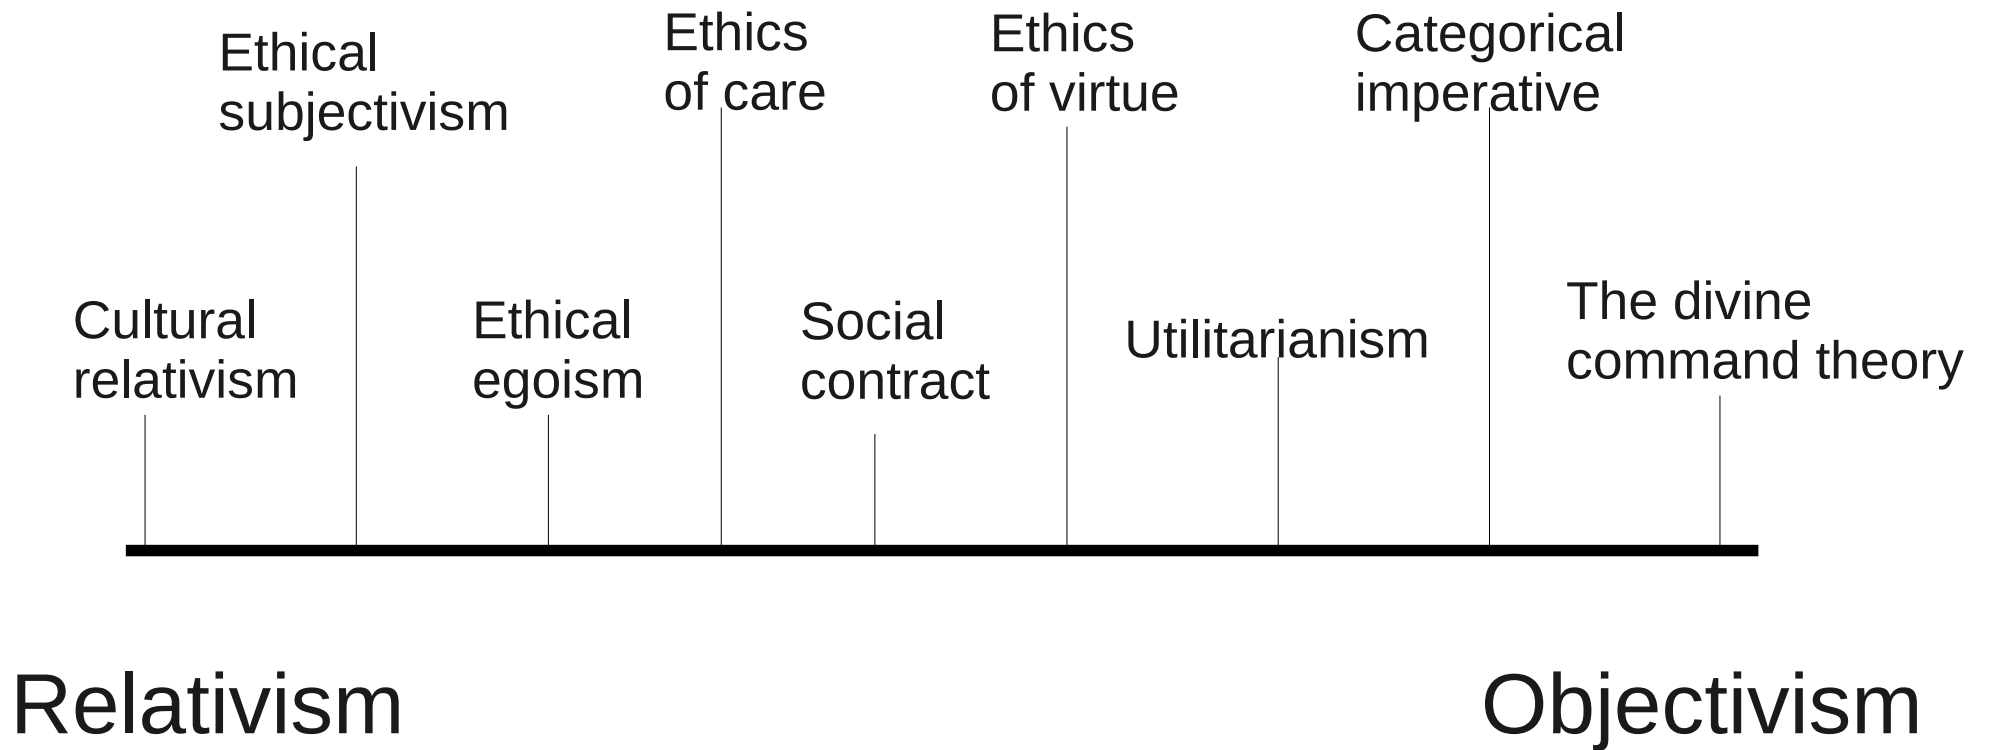 Ethical
subjectivism
Ethics
of care
Ethics
of virtue
Categorical
imperative
Cultural
relativism
Ethical
egoism
Social
contract
Utilitarianism
The divine
command theory
Relativism
Objectivism